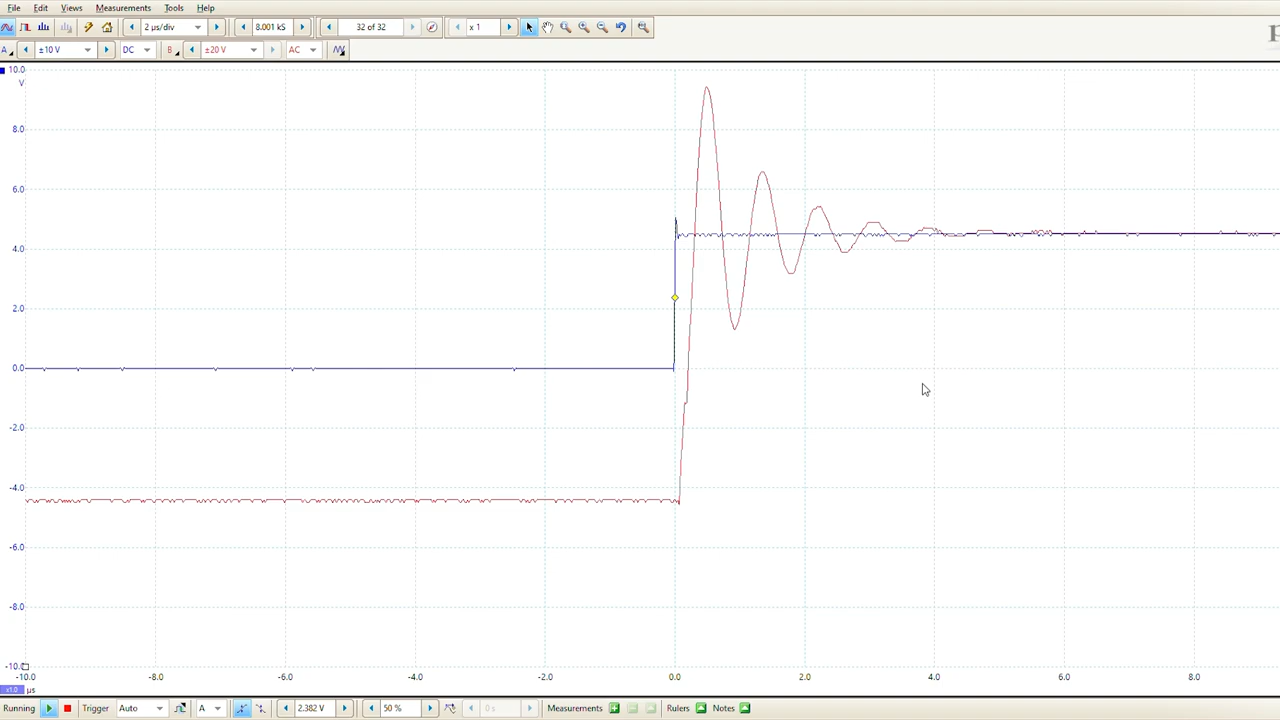 File Edit Views Measurements Tools Help
2 µs/div 8.001 kS 32 of 32 x 1
A ±10 V DC B ±20 V AC
10.0
V
8.0
6.0
4.0
2.0
0.0
-2.0
-4.0
-6.0
-8.0
-10.0
-10.0 -8.0 -6.0 -4.0 -2.0 0.0 2.0 4.0 6.0 8.0
x1.0 µs
Running Trigger Auto A 2.382 V 50 % 0 s Measurements Rulers Notes